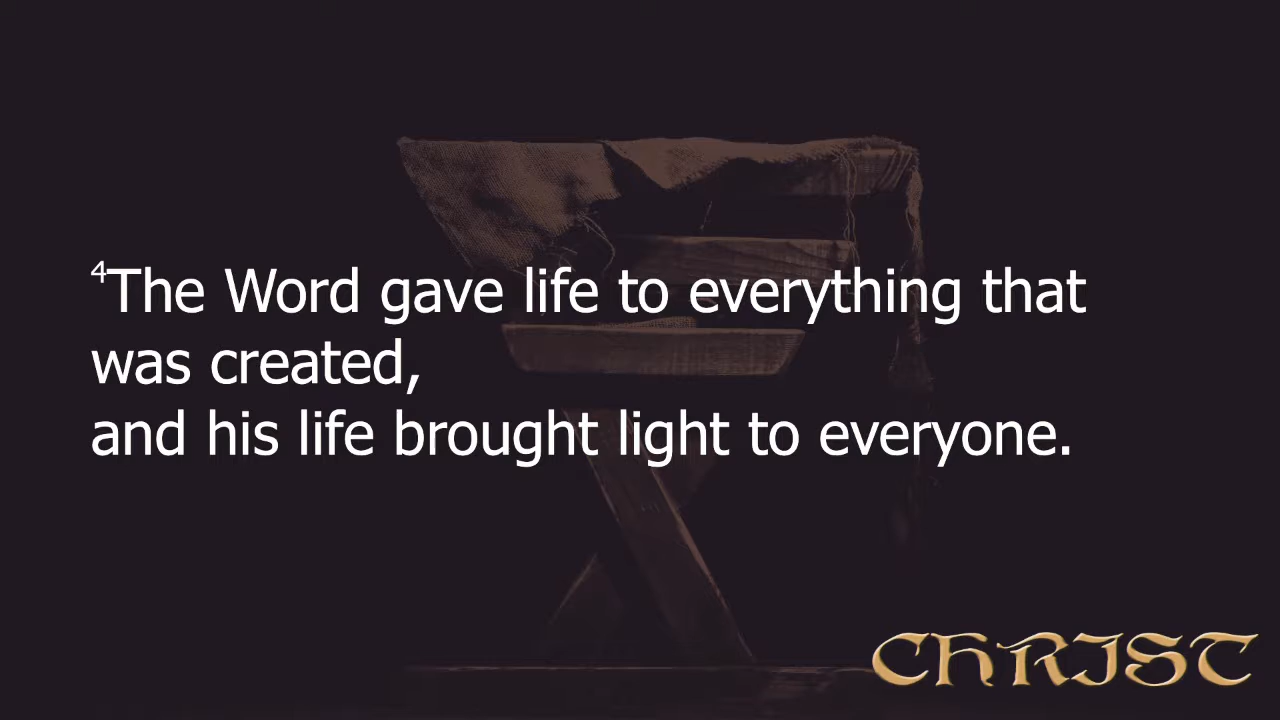 ⁴The Word gave life to everything that
was created,
and his life brought light to everyone.
CHRIST